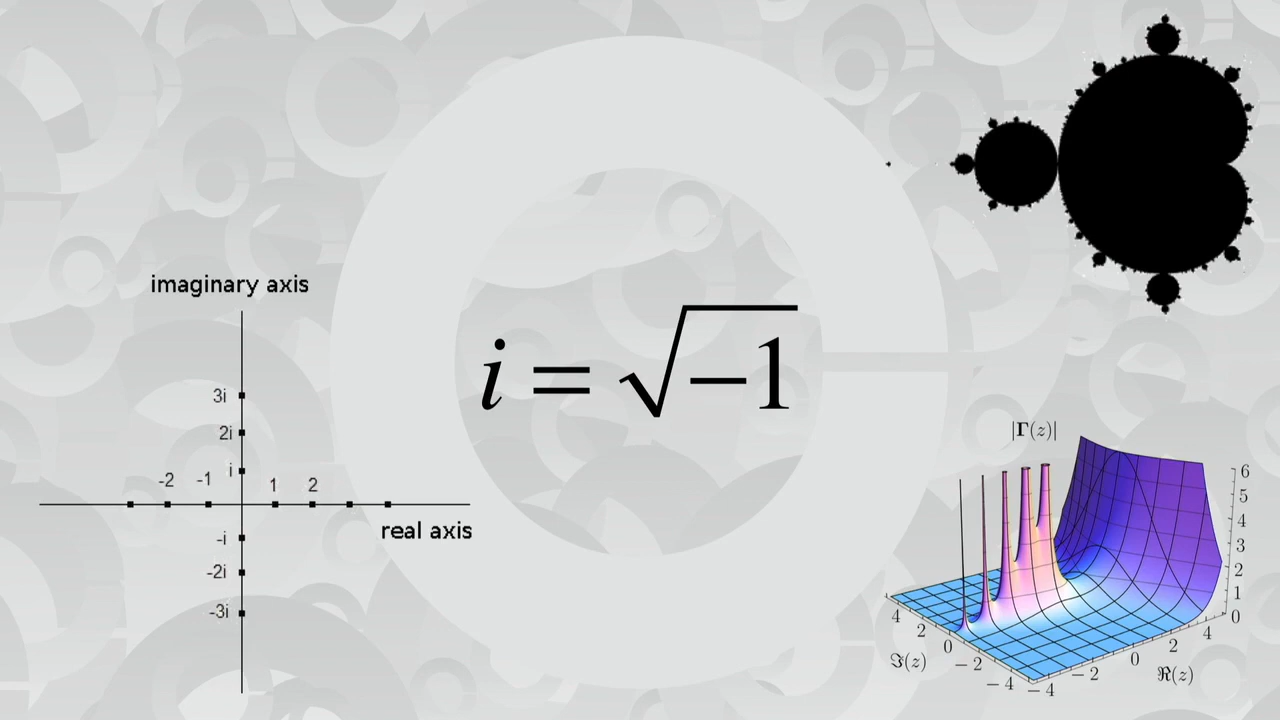 imaginary axis
3i
2i
i
-2 -1 1 2
real axis
-i
-2i
-3i
i = √−1
|Γ(z)|
6
5
4
3
2
1
0
4
2
0
−2
−4
ℑ(z)
−4
−2
0
2
4
ℜ(z)